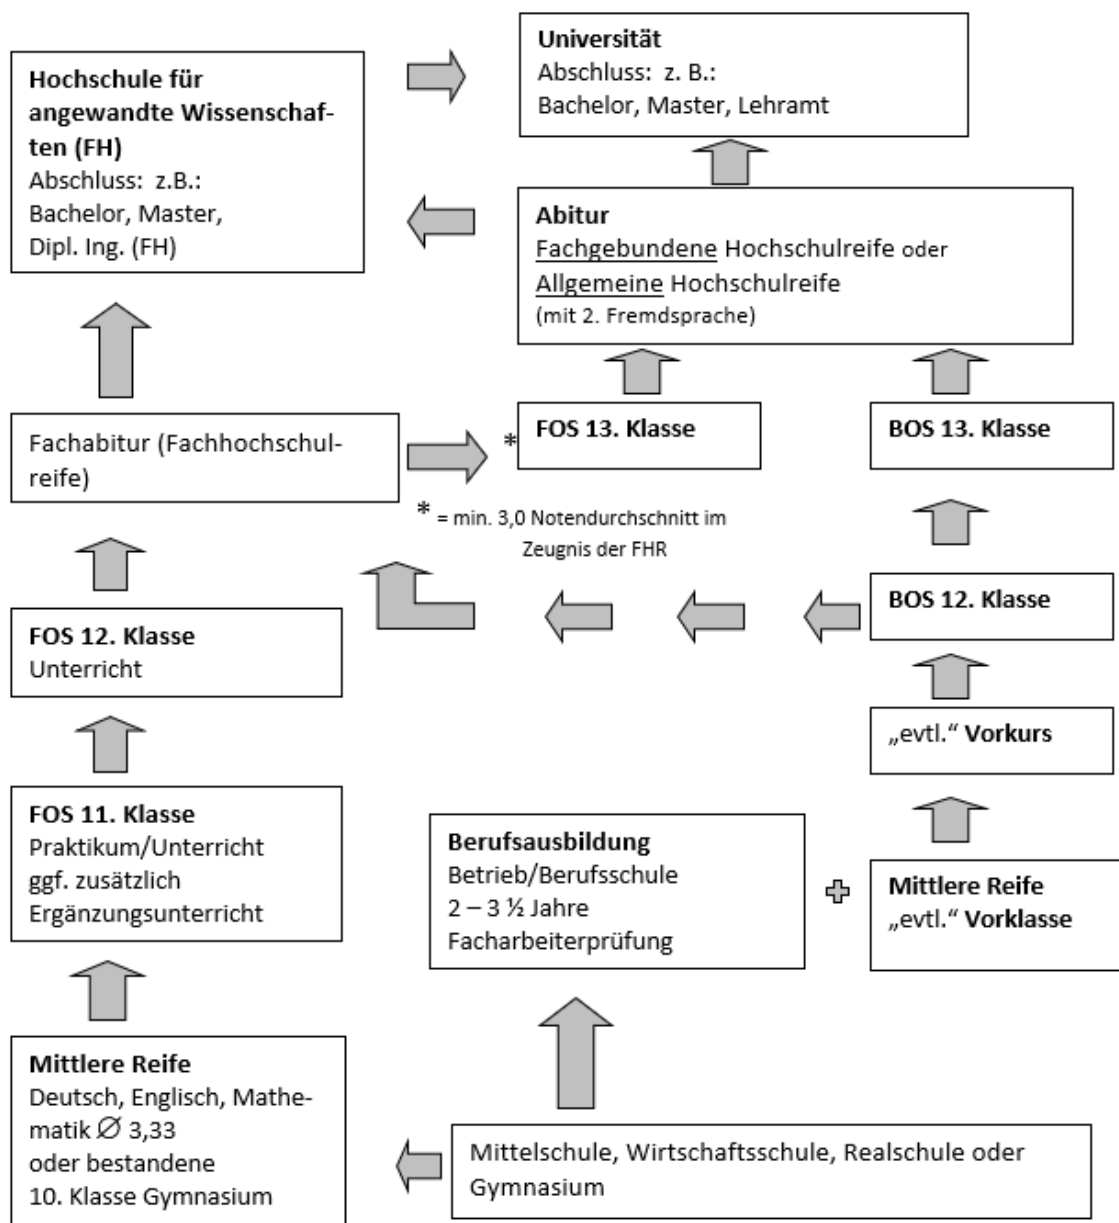 Universität
Abschluss:  z. B.:
Bachelor, Master, Lehramt
Hochschule für
angewandte Wissenschaf-
ten (FH)
Abschluss:  z.B.:
Bachelor, Master,
Dipl. Ing. (FH)
Abitur
Fachgebundene Hochschulreife oder
Allgemeine Hochschulreife
(mit 2. Fremdsprache)
Fachabitur (Fachhochschul-
reife)
* FOS 13. Klasse
BOS 13. Klasse
* = min. 3,0 Notendurchschnitt im
Zeugnis der FHR
BOS 12. Klasse
FOS 12. Klasse
Unterricht
„evtl.“ Vorkurs
FOS 11. Klasse
Praktikum/Unterricht
ggf. zusätzlich
Ergänzungsunterricht
Berufsausbildung
Betrieb/Berufsschule
2 – 3 ½ Jahre
Facharbeiterprüfung
Mittlere Reife
„evtl.“ Vorklasse
Mittlere Reife
Deutsch, Englisch, Mathe-
matik ∅ 3,33
oder bestandene
10. Klasse Gymnasium
Mittelschule, Wirtschaftsschule, Realschule oder
Gymnasium